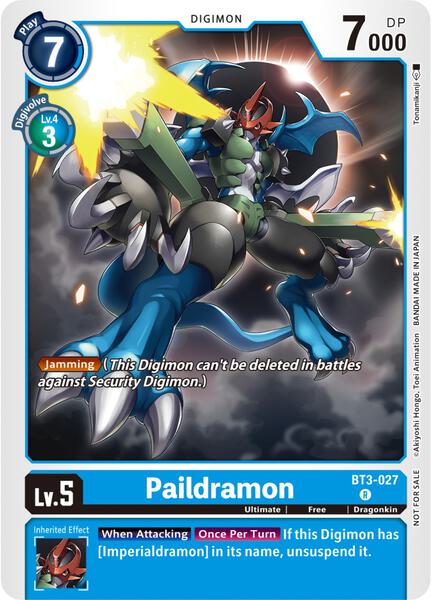 Play
7
DIGIMON
7000
DP
Digivolve
Lv.4
3
Tonamikanji
©Akiyoshi Hongo, Toei Animation BANDAI MADE IN JAPAN
Jamming (This Digimon can't be deleted in battles
against Security Digimon.)
Lv.5
Paildramon
BT3-027
R
Ultimate | Free | Dragonkin
NOT FOR SALE
Inherited Effect
When Attacking Once Per Turn If this Digimon has
[Imperialdramon] in its name, unsuspend it.